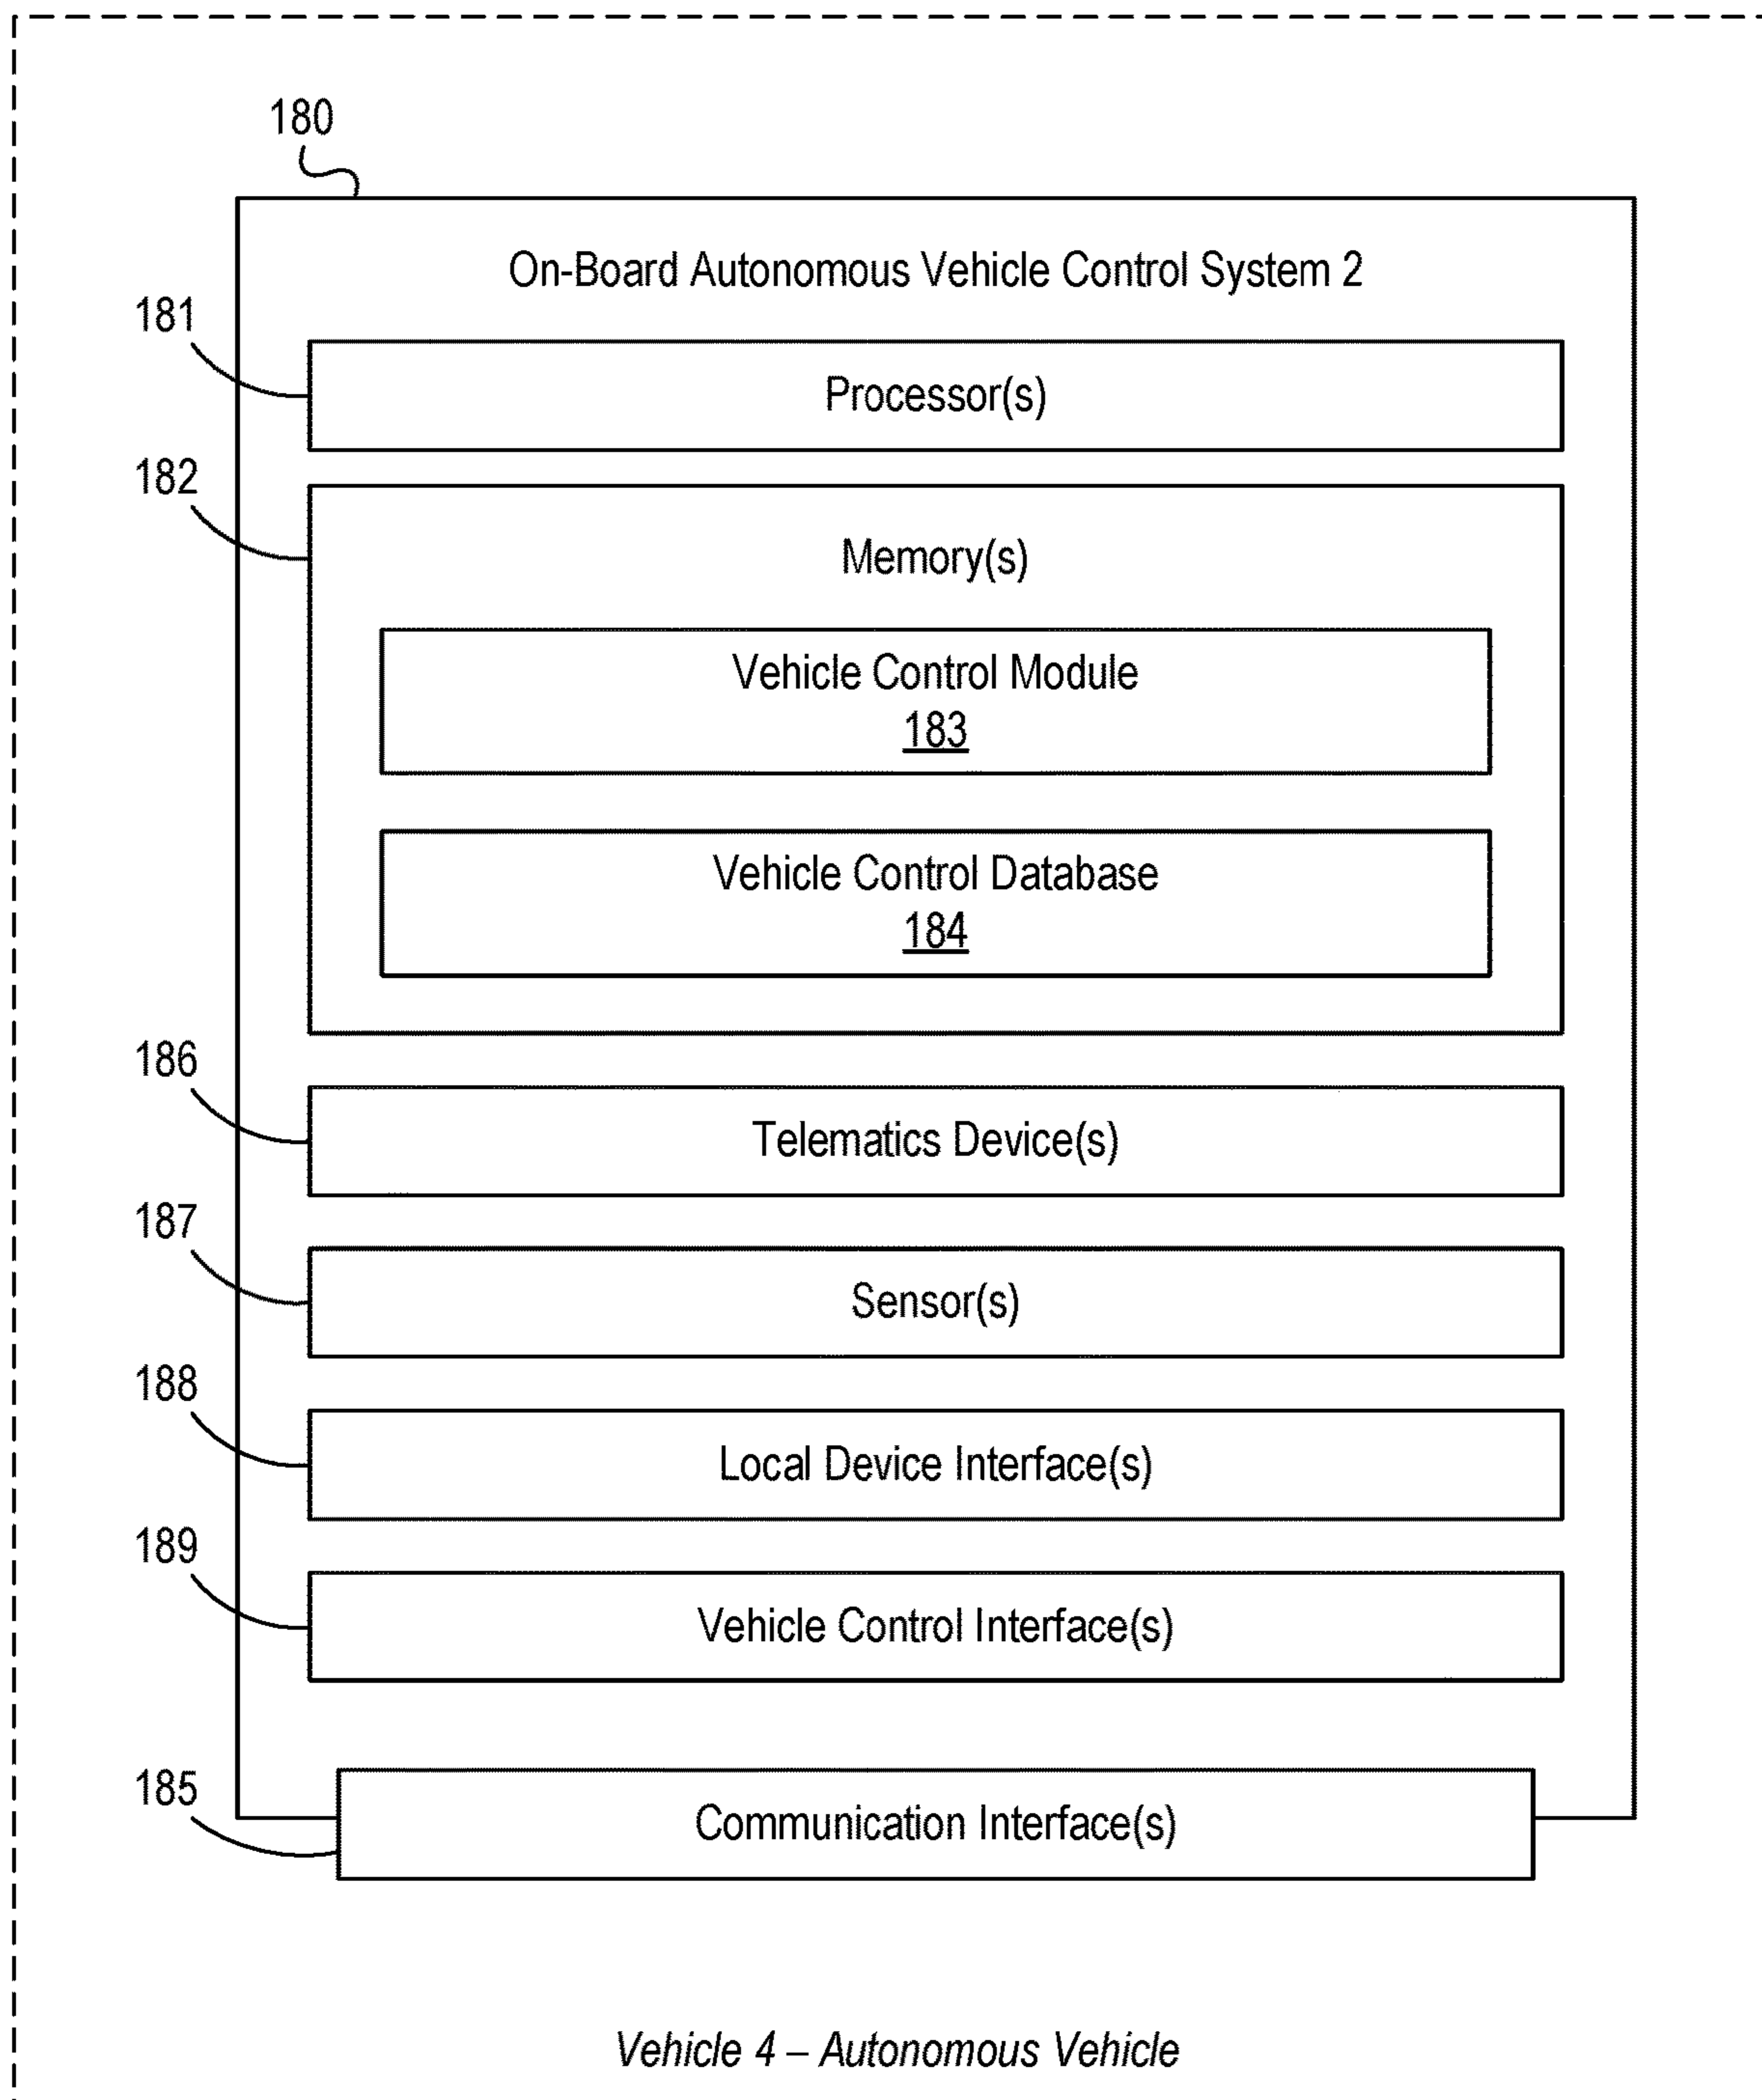 180
On-Board Autonomous Vehicle Control System 2
181
Processor(s)
182
Memory(s)
Vehicle Control Module
183
Vehicle Control Database
184
186
Telematics Device(s)
187
Sensor(s)
188
Local Device Interface(s)
189
Vehicle Control Interface(s)
185
Communication Interface(s)
Vehicle 4 – Autonomous Vehicle